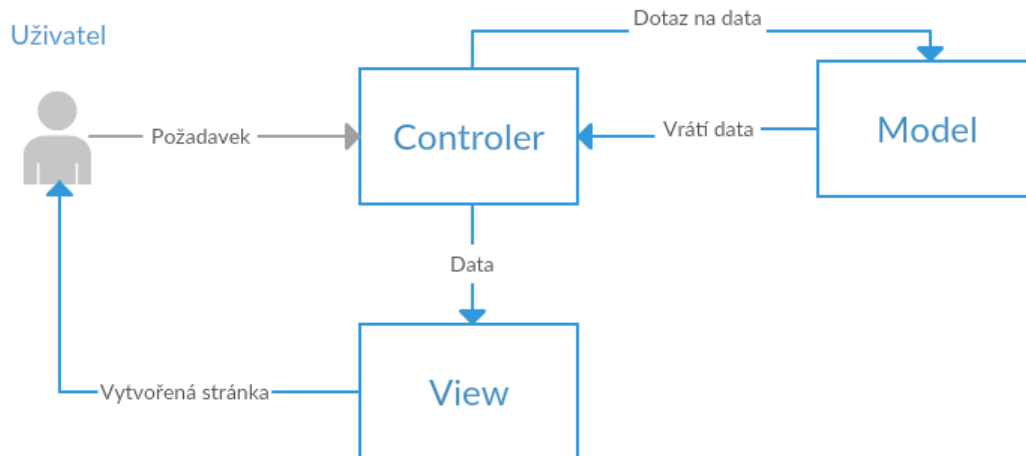 Uživatel
Dotaz na data
Požadavek
Controler
Vrátí data
Model
Data
Vytvořená stránka
View